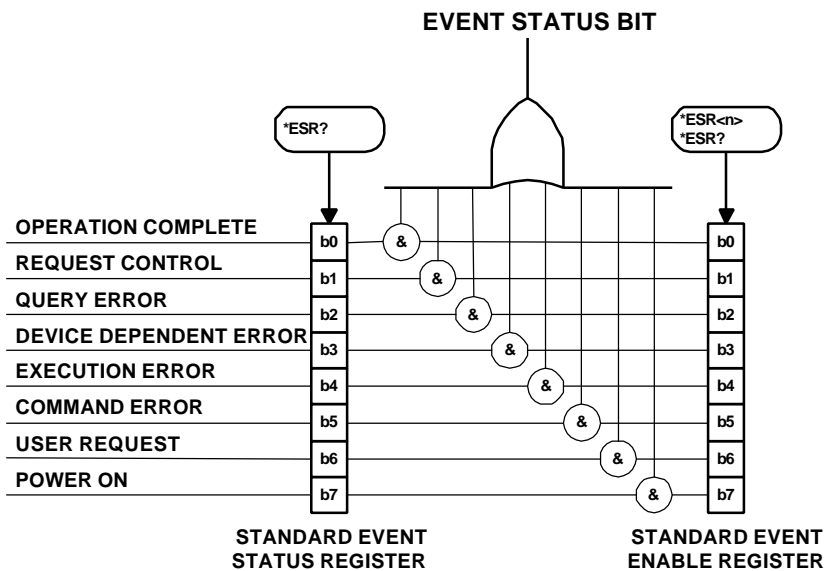 EVENT STATUS BIT
*ESR?
*ESR<n>
*ESR?
OPERATION COMPLETE
b0
&
b0
REQUEST CONTROL
b1
&
b1
QUERY ERROR
b2
&
b2
DEVICE DEPENDENT ERROR
b3
&
b3
EXECUTION ERROR
b4
&
b4
COMMAND ERROR
b5
&
b5
USER REQUEST
b6
&
b6
POWER ON
b7
&
b7
STANDARD EVENT
STATUS REGISTER
STANDARD EVENT
ENABLE REGISTER